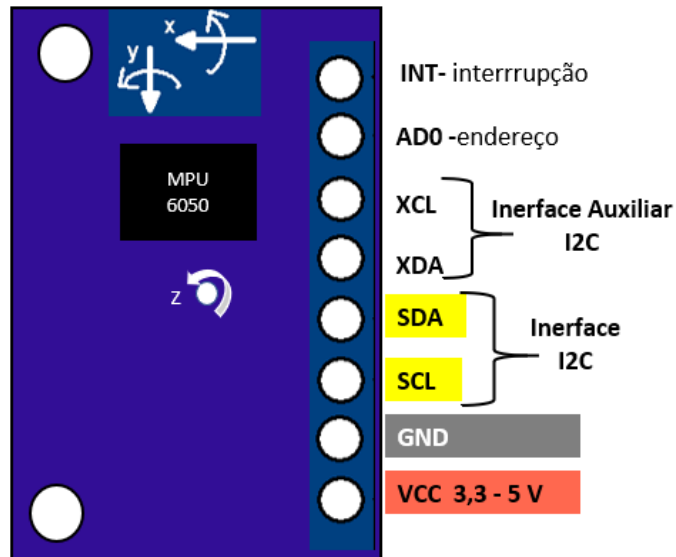 x
y
MPU
6050
z
INT- interrrupção
AD0 -endereço
XCL
XDA
Inerface Auxiliar
I2C
SDA
SCL
Inerface
I2C
GND
VCC 3,3 - 5 V